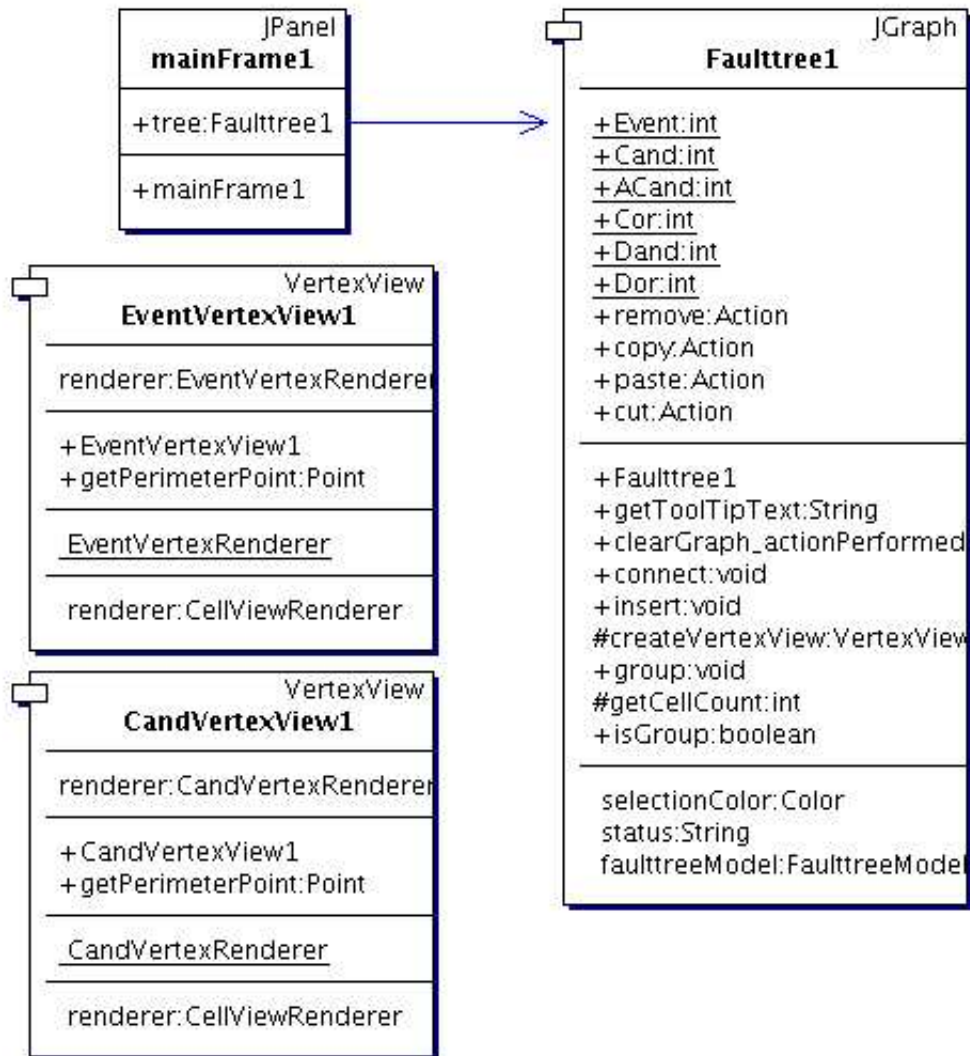 JPanel
mainFrame1
+tree:Faulttree1
+mainFrame1
VertexView
EventVertexView1
renderer:EventVertexRenderer
+EventVertexView1
+getPerimeterPoint:Point
EventVertexRenderer
renderer:CellViewRenderer
VertexView
CandVertexView1
renderer:CandVertexRenderer
+CandVertexView1
+getPerimeterPoint:Point
CandVertexRenderer
renderer:CellViewRenderer
JGraph
Faulttree1
+Event:int
+Cand:int
+ACand:int
+Cor:int
+Dand:int
+Dor:int
+remove:Action
+copy:Action
+paste:Action
+cut:Action
+Faulttree1
+getToolTipText:String
+clearGraph_actionPerformed
+connect:void
+insert:void
#createVertexView:VertexView
+group:void
#getCellCount:int
+isGroup:boolean
selectionColor:Color
status:String
faulttreeModel:FaulttreeModel